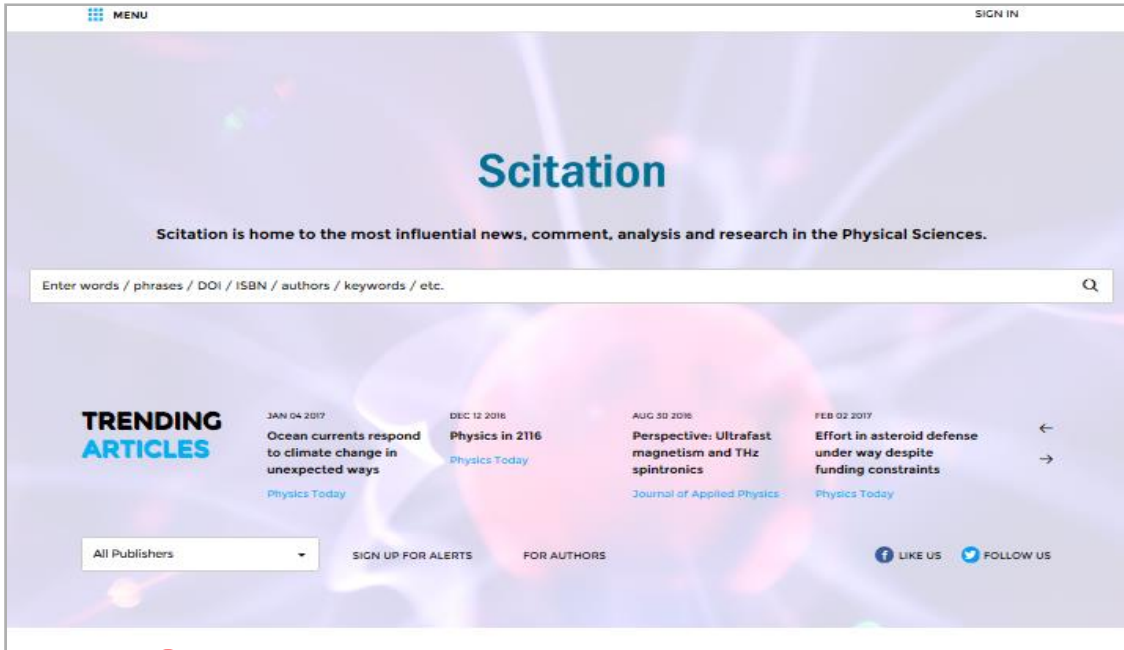 MENU
SIGN IN
Scitation
Scitation is home to the most influential news, comment, analysis and research in the Physical Sciences.
Enter words / phrases / DOI / ISBN / authors / keywords / etc.
TRENDING
ARTICLES
JAN 04 2017
Ocean currents respond
to climate change in
unexpected ways
Physics Today
DEC 12 2016
Physics in 2116
Physics Today
AUG 30 2016
Perspective: Ultrafast
magnetism and THz
spintronics
Journal of Applied Physics
FEB 02 2017
Effort in asteroid defense
under way despite
funding constraints
Physics Today
All Publishers
SIGN UP FOR ALERTS
FOR AUTHORS
LIKE US
FOLLOW US